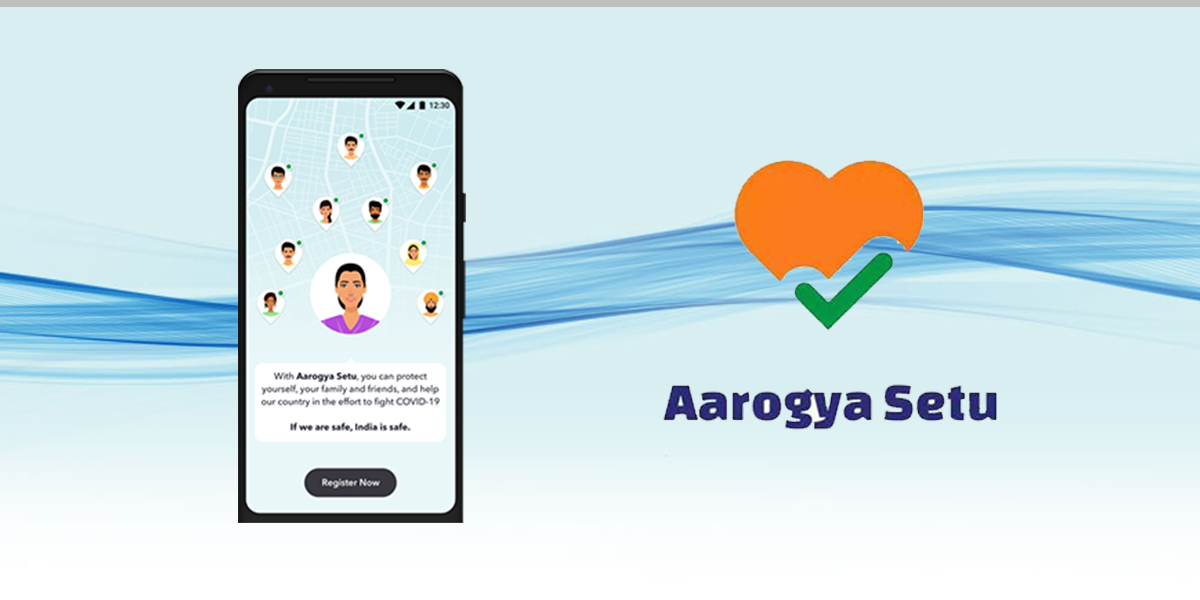 12:30
With Aarogya Setu, you can protect
yourself, your family and friends, and help
our country in the effort to fight COVID-19
If we are safe, India is safe.
Register Now
Aarogya Setu